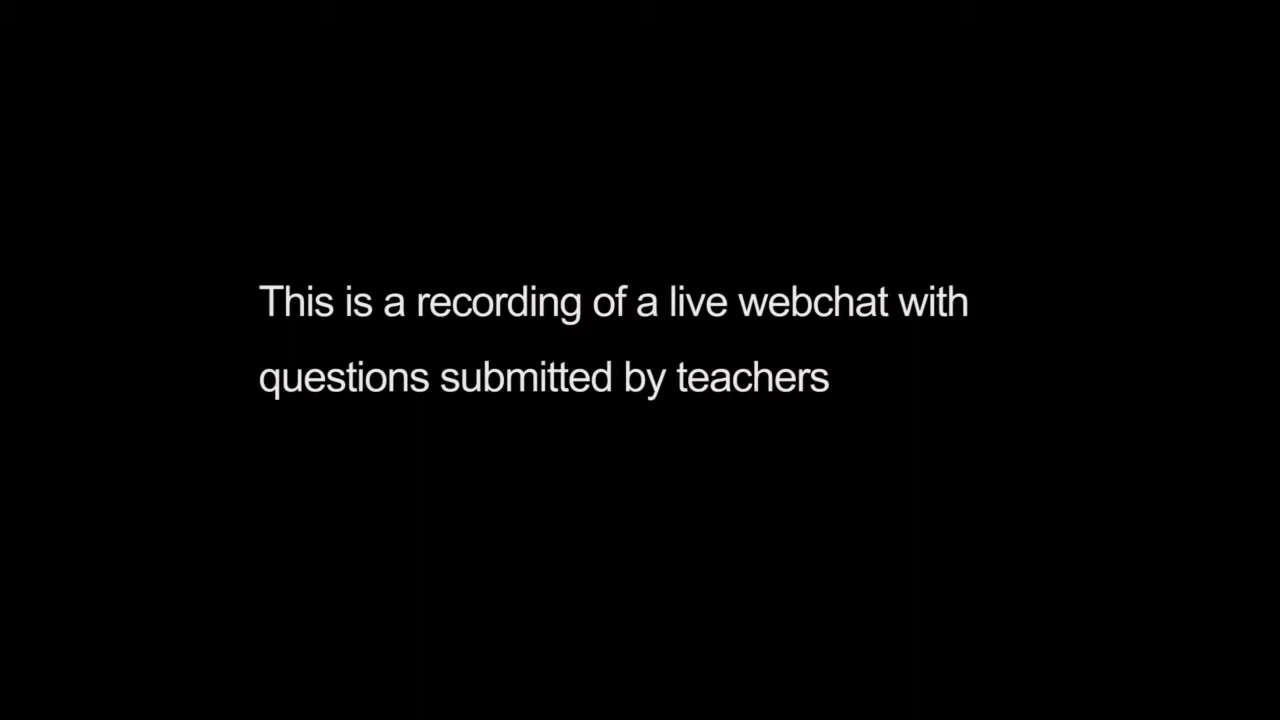 This is a recording of a live webchat with
questions submitted by teachers